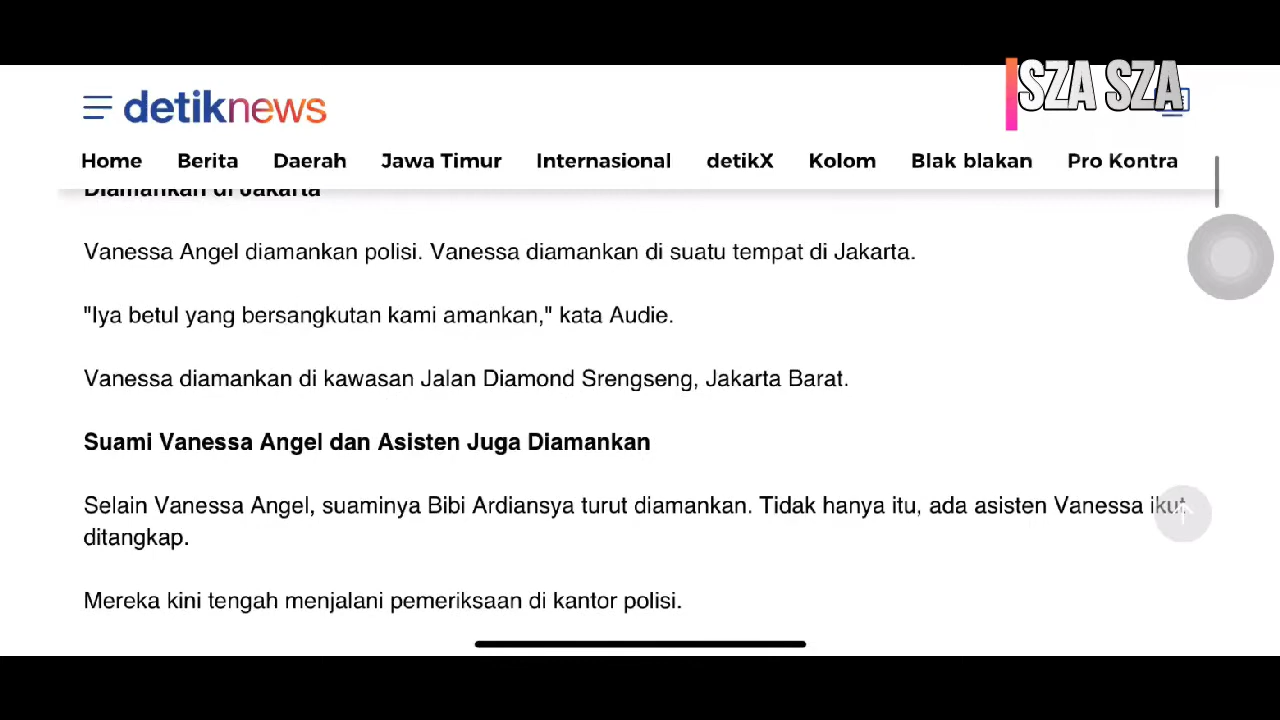 SZA SZA
detiknews
Home Berita Daerah Jawa Timur Internasional detikX Kolom Blak blakan Pro Kontra
Diamankan di Jakarta
Vanessa Angel diamankan polisi. Vanessa diamankan di suatu tempat di Jakarta.
"Iya betul yang bersangkutan kami amankan," kata Audie.
Vanessa diamankan di kawasan Jalan Diamond Srengseng, Jakarta Barat.
Suami Vanessa Angel dan Asisten Juga Diamankan
Selain Vanessa Angel, suaminya Bibi Ardiansya turut diamankan. Tidak hanya itu, ada asisten Vanessa ikut
ditangkap.
Mereka kini tengah menjalani pemeriksaan di kantor polisi.